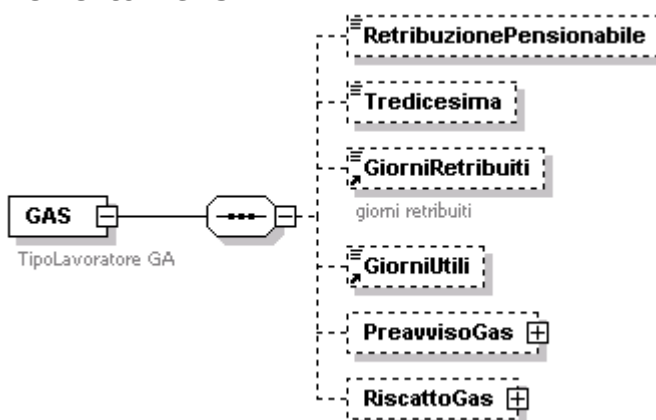 RetribuzionePensionabile
Tredicesima
GiorniRetribuiti
giorni retribuiti
GAS
TipoLavoratore GA
GiorniUtili
PreavvisoGas
RiscattoGas